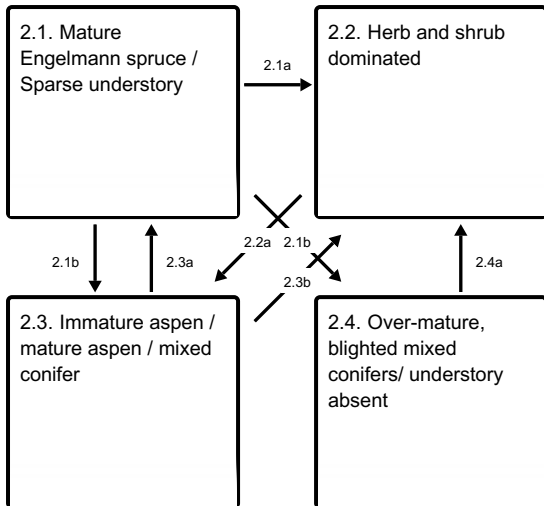 2.1. Mature
Engelmann spruce /
Sparse understory
2.1a
2.2. Herb and shrub
dominated
2.1b
2.3a
2.2a
2.1b
2.3b
2.4a
2.3. Immature aspen /
mature aspen / mixed
conifer
2.4. Over-mature,
blighted mixed
conifers/ understory
absent